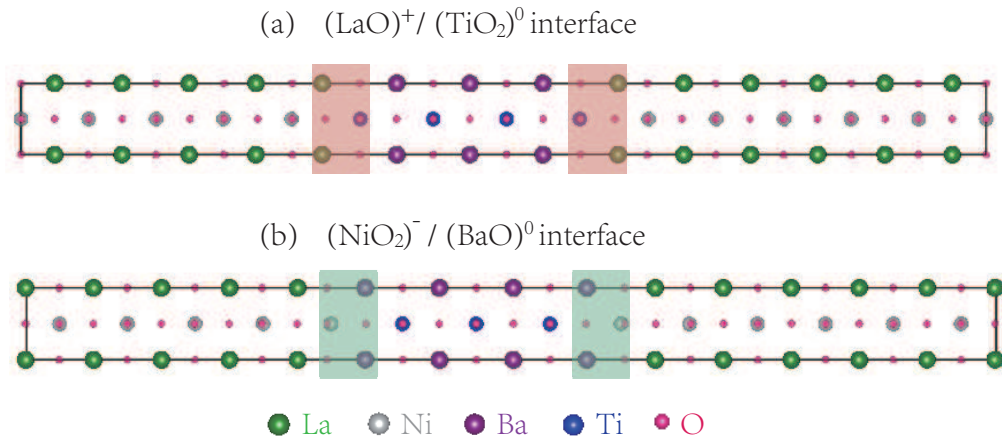 (a) (LaO)⁺/ (TiO₂)⁰ interface
(b) (NiO₂)⁻ / (BaO)⁰ interface
La Ni Ba Ti O